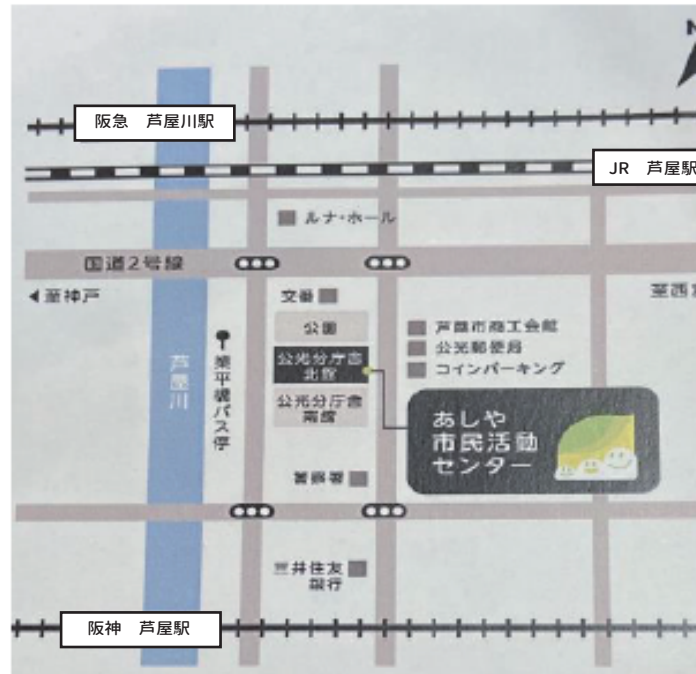 N
阪急 芦屋川駅
JR 芦屋駅
ルナ・ホール
国道2号線
◀至神戸
交番
至西宮
公園
芦屋市商工会館
公光分庁舎
北館
公光郵便局
コインパーキング
芦屋川
業平橋バス停
公光分庁舎
南館
あしや
市民活動
センター
警察署
三井住友
銀行
阪神 芦屋駅